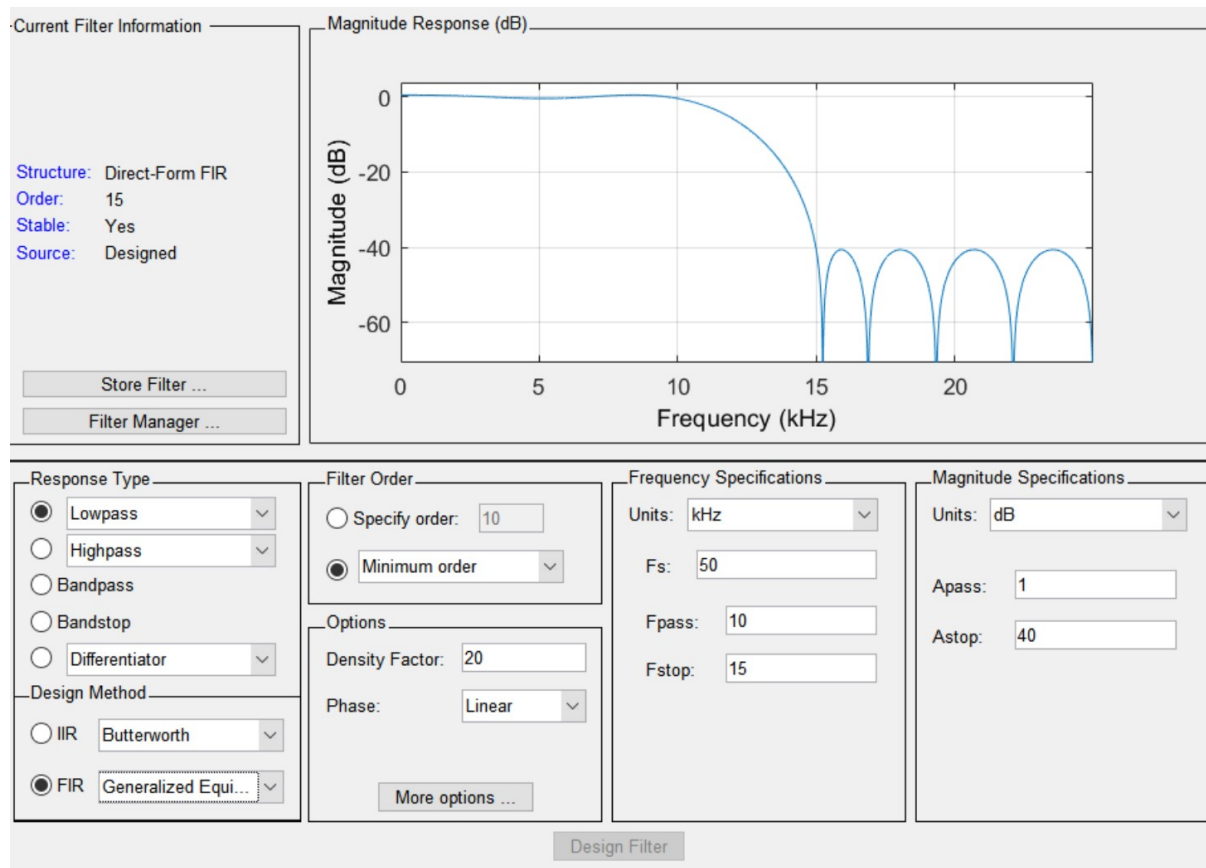 Current Filter Information
Structure: Direct-Form FIR
Order: 15
Stable: Yes
Source: Designed
Store Filter ...
Filter Manager ...
Magnitude Response (dB)
0
-20
-40
-60
Magnitude (dB)
0 5 10 15 20
Frequency (kHz)
Response Type
Lowpass
Highpass
Bandpass
Bandstop
Differentiator
Design Method
IIR Butterworth
FIR Generalized Equi...
Filter Order
Specify order: 10
Minimum order
Options
Density Factor: 20
Phase: Linear
More options ...
Frequency Specifications
Units: kHz
Fs: 50
Fpass: 10
Fstop: 15
Magnitude Specifications
Units: dB
Apass: 1
Astop: 40
Design Filter